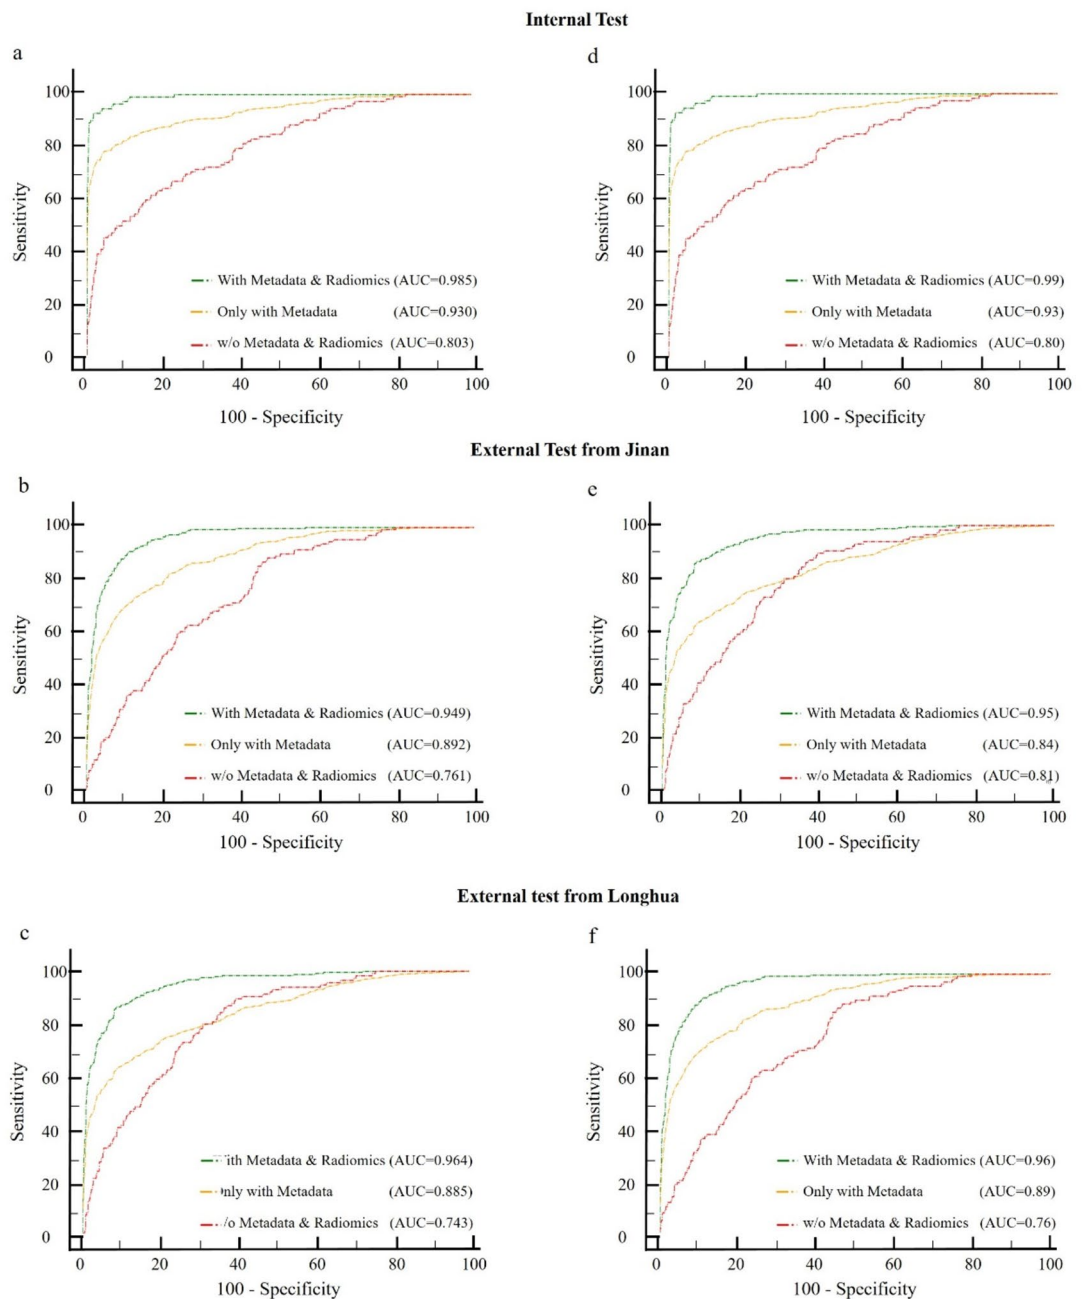 Internal Test
a
Sensitivity
100
80
60
40
20
0
With Metadata & Radiomics (AUC=0.985)
Only with Metadata (AUC=0.930)
w/o Metadata & Radiomics (AUC=0.803)
0 20 40 60 80 100
100 - Specificity
d
Sensitivity
100
80
60
40
20
0
With Metadata & Radiomics (AUC=0.99)
Only with Metadata (AUC=0.93)
w/o Metadata & Radiomics (AUC=0.80)
0 20 40 60 80 100
100 - Specificity
External Test from Jinan
b
Sensitivity
100
80
60
40
20
0
With Metadata & Radiomics (AUC=0.949)
Only with Metadata (AUC=0.892)
w/o Metadata & Radiomics (AUC=0.761)
0 20 40 60 80 100
100 - Specificity
e
Sensitivity
100
80
60
40
20
0
With Metadata & Radiomics (AUC=0.95)
Only with Metadata (AUC=0.84)
w/o Metadata & Radiomics (AUC=0.81)
0 20 40 60 80 100
100 - Specificity
External test from Longhua
c
Sensitivity
100
80
60
40
20
0
ith Metadata & Radiomics (AUC=0.964)
nly with Metadata (AUC=0.885)
/o Metadata & Radiomics (AUC=0.743)
0 20 40 60 80 100
100 - Specificity
f
Sensitivity
100
80
60
40
20
0
With Metadata & Radiomics (AUC=0.96)
Only with Metadata (AUC=0.89)
w/o Metadata & Radiomics (AUC=0.76)
0 20 40 60 80 100
100 - Specificity